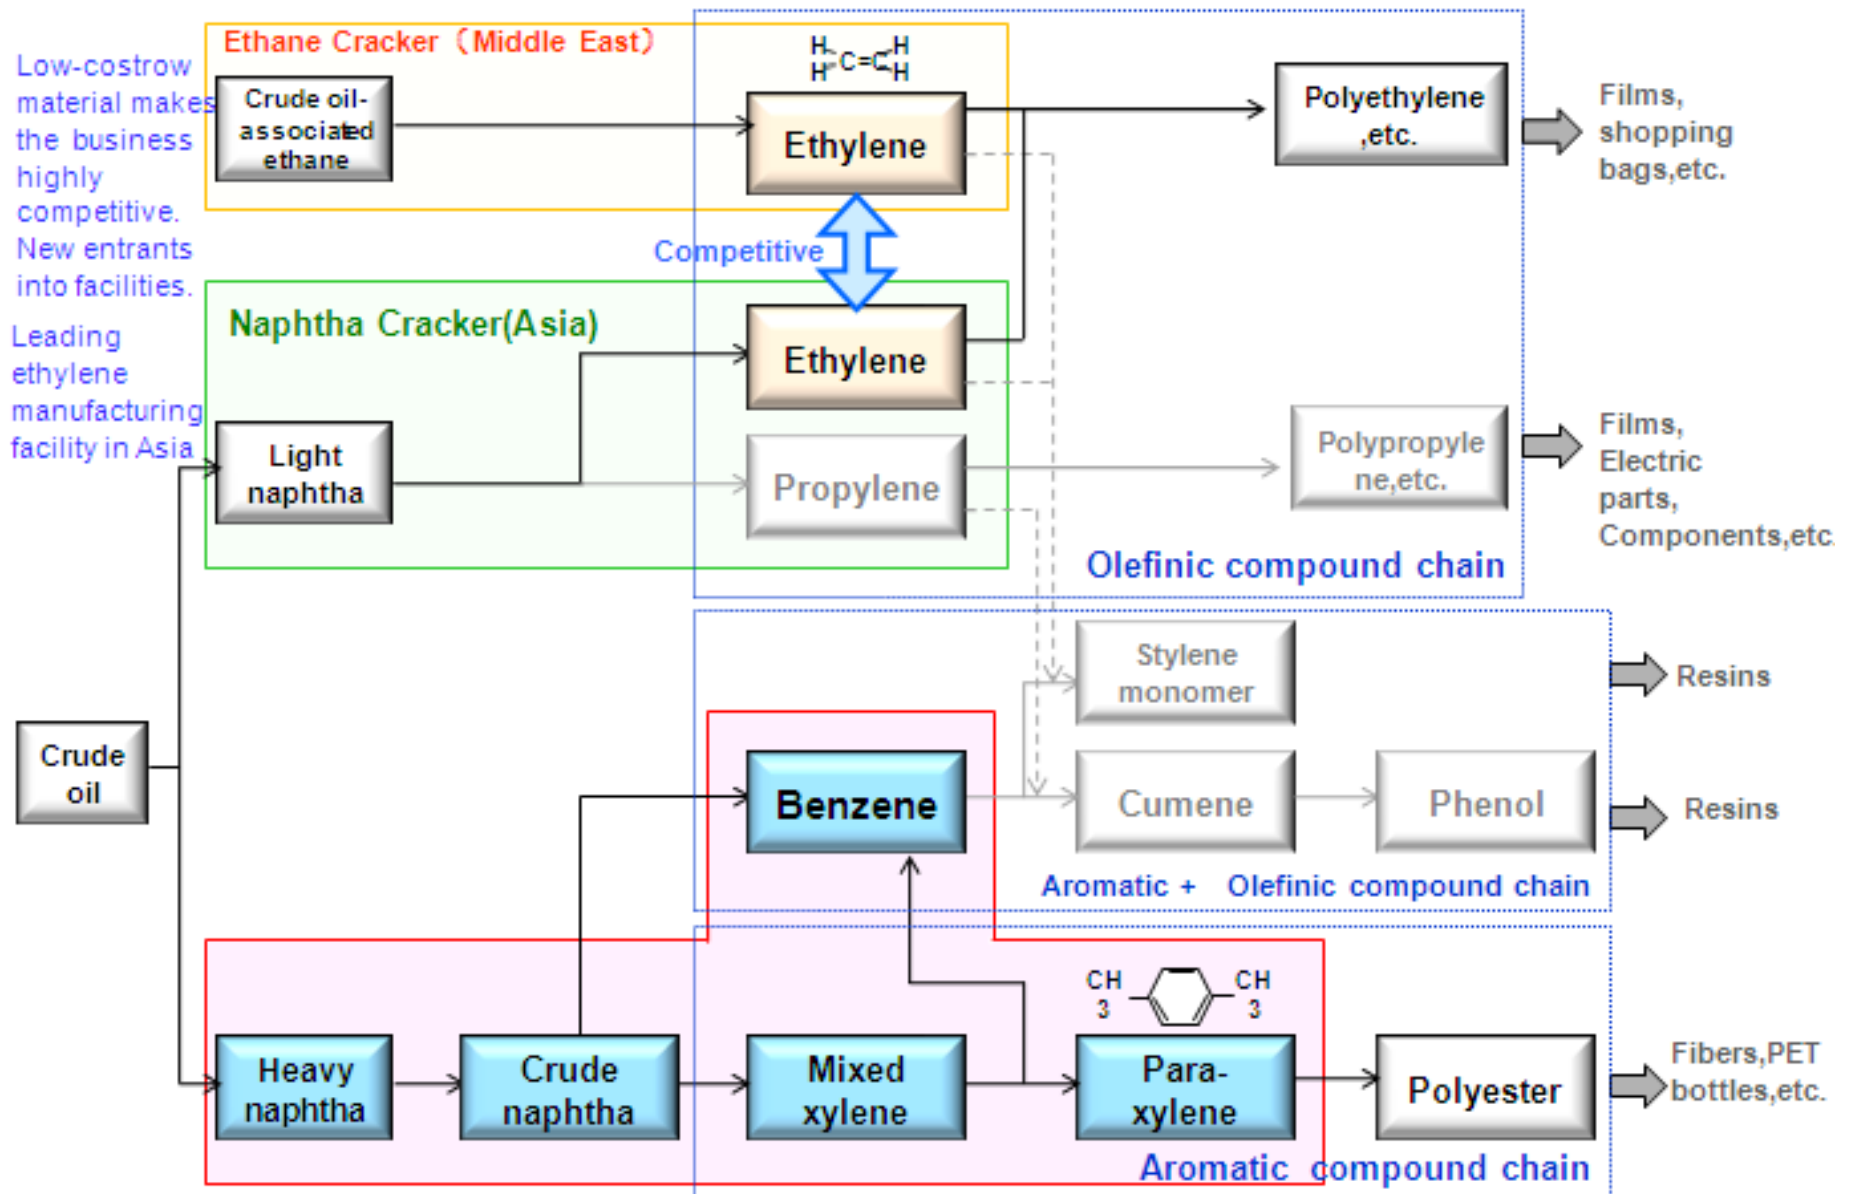 Ethane Cracker（Middle East）
Low-costrow
material makes
the business
highly
competitive.
New entrants
into facilities.
Crude oil-
associated
ethane
H H
C=C
H H
Ethylene
Polyethylene
,etc.
Films,
shopping
bags,etc.
Competitive
Naphtha Cracker(Asia)
Leading
ethylene
manufacturing
facility in Asia
Light
naphtha
Ethylene
Propylene
Polypropyle
ne,etc.
Films,
Electric
parts,
Components,etc.
Olefinic compound chain
Stylene
monomer
Resins
Crude
oil
Benzene
Cumene
Phenol
Resins
Aromatic + Olefinic compound chain
CH
3
CH
3
Heavy
naphtha
Crude
naphtha
Mixed
xylene
Para-
xylene
Polyester
Fibers,PET
bottles,etc.
Aromatic compound chain